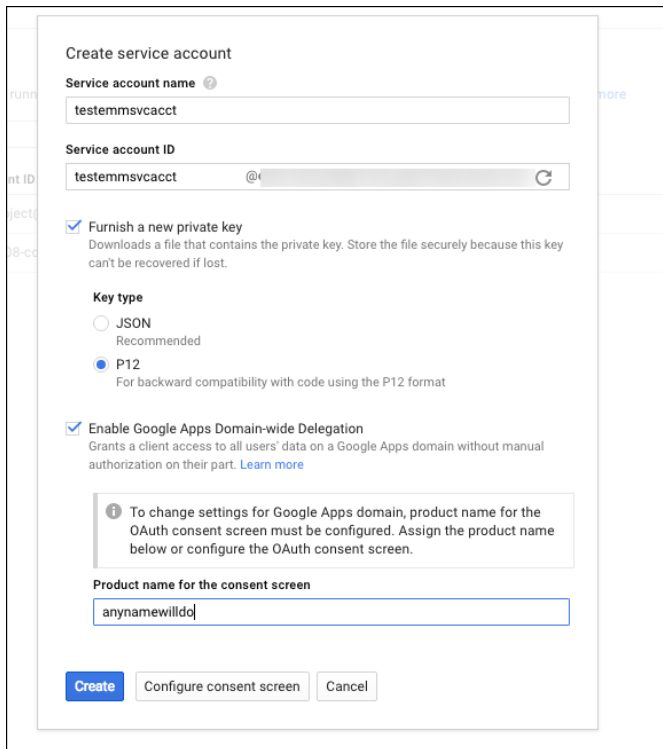 Create service account
Service account name
runn
more
testemmsvcacct
Service account ID
nt ID
testemmsvcacct @
ject@
Furnish a new private key
Downloads a file that contains the private key. Store the file securely because this key
can't be recovered if lost.
Key type
JSON
Recommended
P12
For backward compatibility with code using the P12 format
Enable Google Apps Domain-wide Delegation
Grants a client access to all users' data on a Google Apps domain without manual
authorization on their part. Learn more
To change settings for Google Apps domain, product name for the
OAuth consent screen must be configured. Assign the product name
below or configure the OAuth consent screen.
Product name for the consent screen
anynamewilldo
Create Configure consent screen Cancel